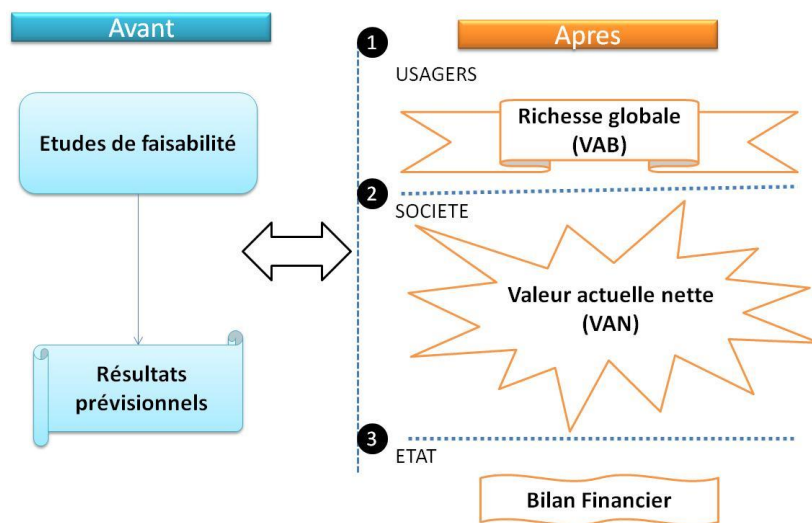 Avant
Etudes de faisabilité
Résultats
prévisionnels
Apres
1
USAGERS
Richesse globale
(VAB)
2
SOCIETE
Valeur actuelle nette
(VAN)
3
ETAT
Bilan Financier